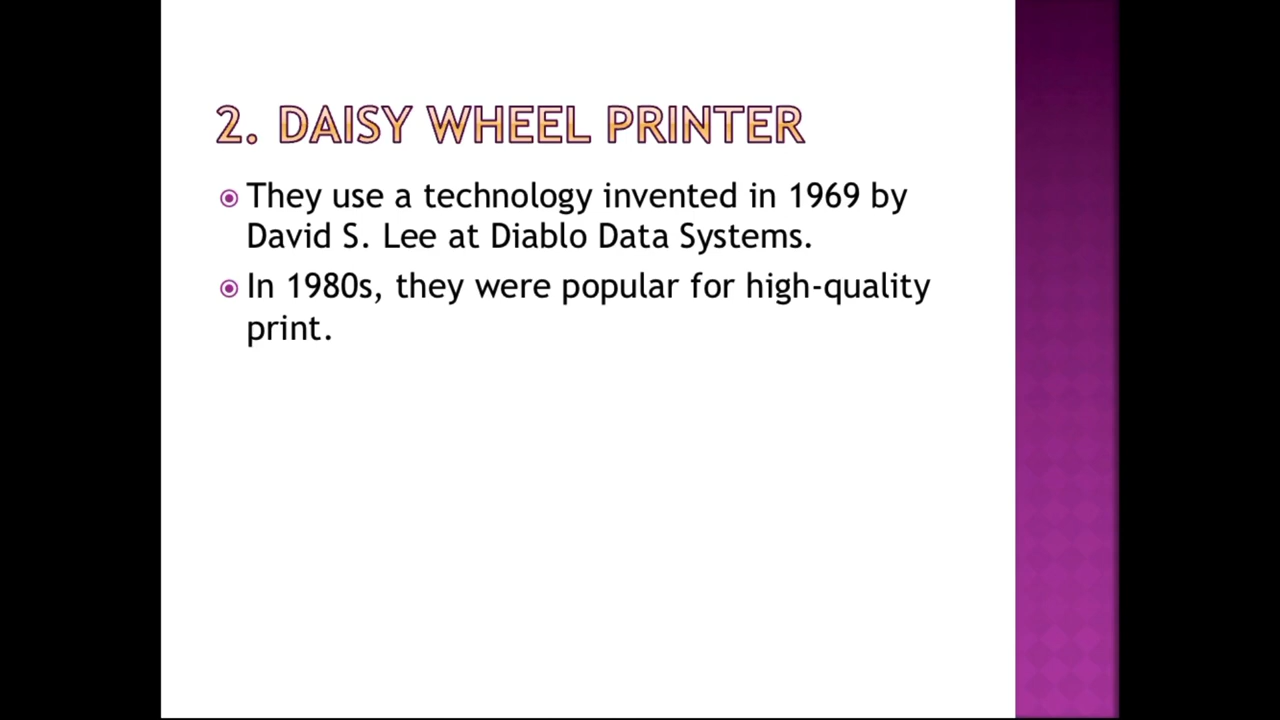 2. DAISY WHEEL PRINTER
They use a technology invented in 1969 by
David S. Lee at Diablo Data Systems.
In 1980s, they were popular for high-quality
print.